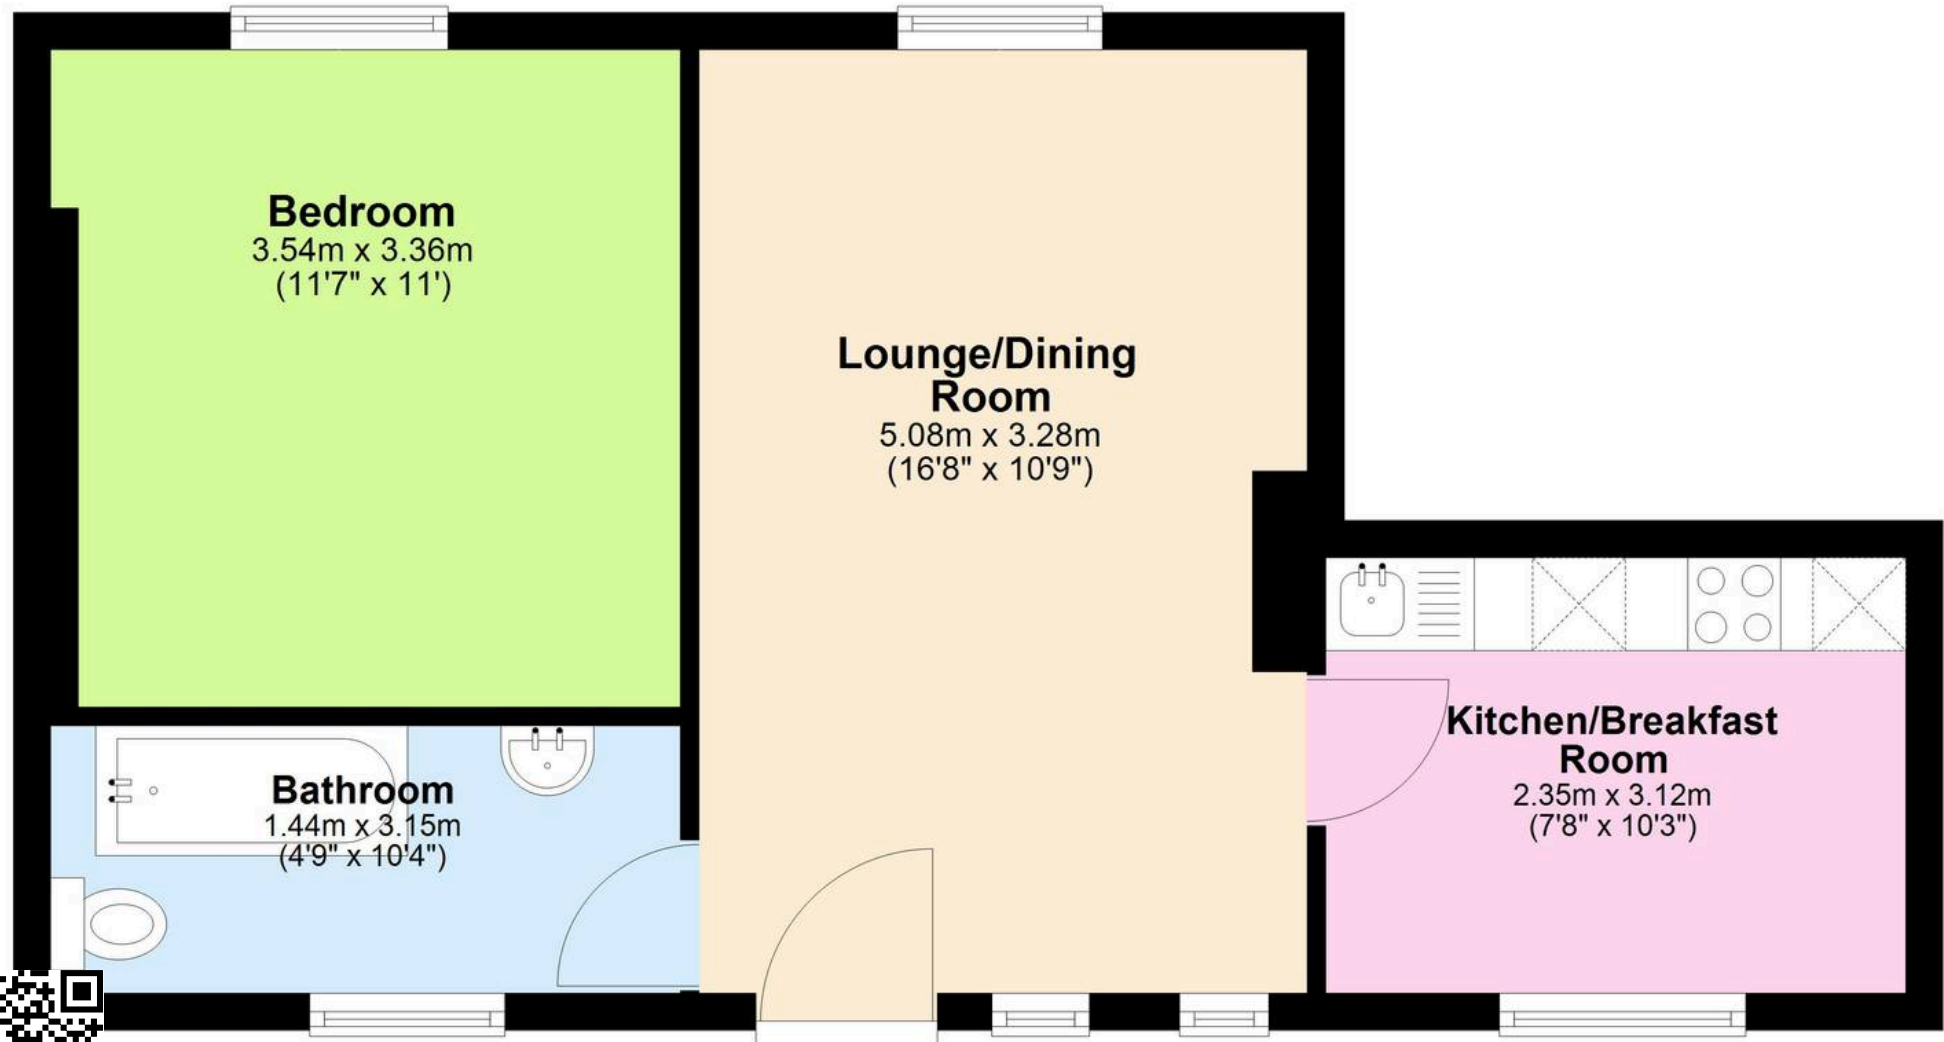 Bedroom
3.54m x 3.36m
(11'7" x 11')
Lounge/Dining
Room
5.08m x 3.28m
(16'8" x 10'9")
Kitchen/Breakfast
Room
2.35m x 3.12m
(7'8" x 10'3")
Bathroom
1.44m x 3.15m
(4'9" x 10'4")